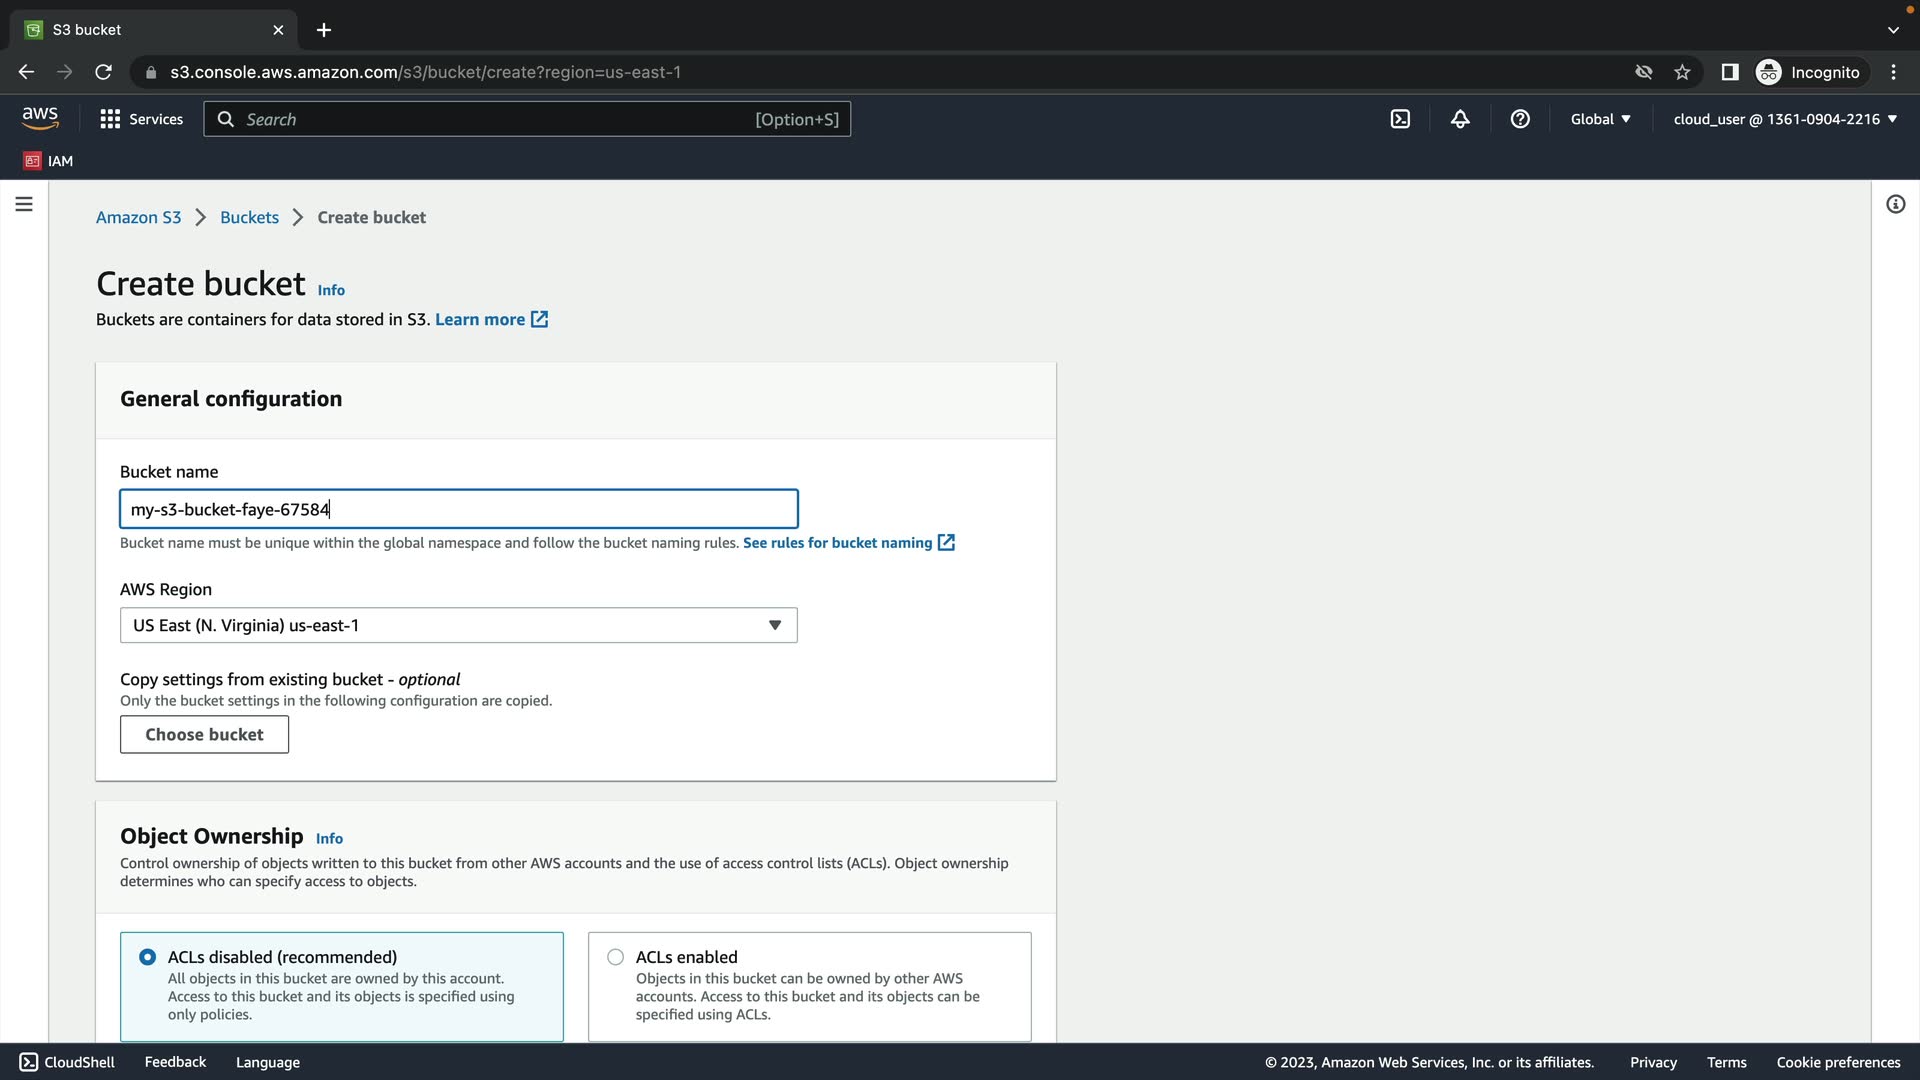 S3 bucket
s3.console.aws.amazon.com/s3/bucket/create?region=us-east-1
Incognito
aws
Services
Search
[Option+S]
Global
cloud_user @ 1361-0904-2216
IAM
Amazon S3
Buckets
Create bucket
Create bucket
Info
Buckets are containers for data stored in S3. Learn more
General configuration
Bucket name
my-s3-bucket-faye-67584
Bucket name must be unique within the global namespace and follow the bucket naming rules. See rules for bucket naming
AWS Region
US East (N. Virginia) us-east-1
Copy settings from existing bucket - optional
Only the bucket settings in the following configuration are copied.
Choose bucket
Object Ownership
Info
Control ownership of objects written to this bucket from other AWS accounts and the use of access control lists (ACLs). Object ownership
determines who can specify access to objects.
ACLs disabled (recommended)
All objects in this bucket are owned by this account.
Access to this bucket and its objects is specified using
only policies.
ACLs enabled
Objects in this bucket can be owned by other AWS
accounts. Access to this bucket and its objects can be
specified using ACLs.
CloudShell
Feedback
Language
© 2023, Amazon Web Services, Inc. or its affiliates.
Privacy
Terms
Cookie preferences